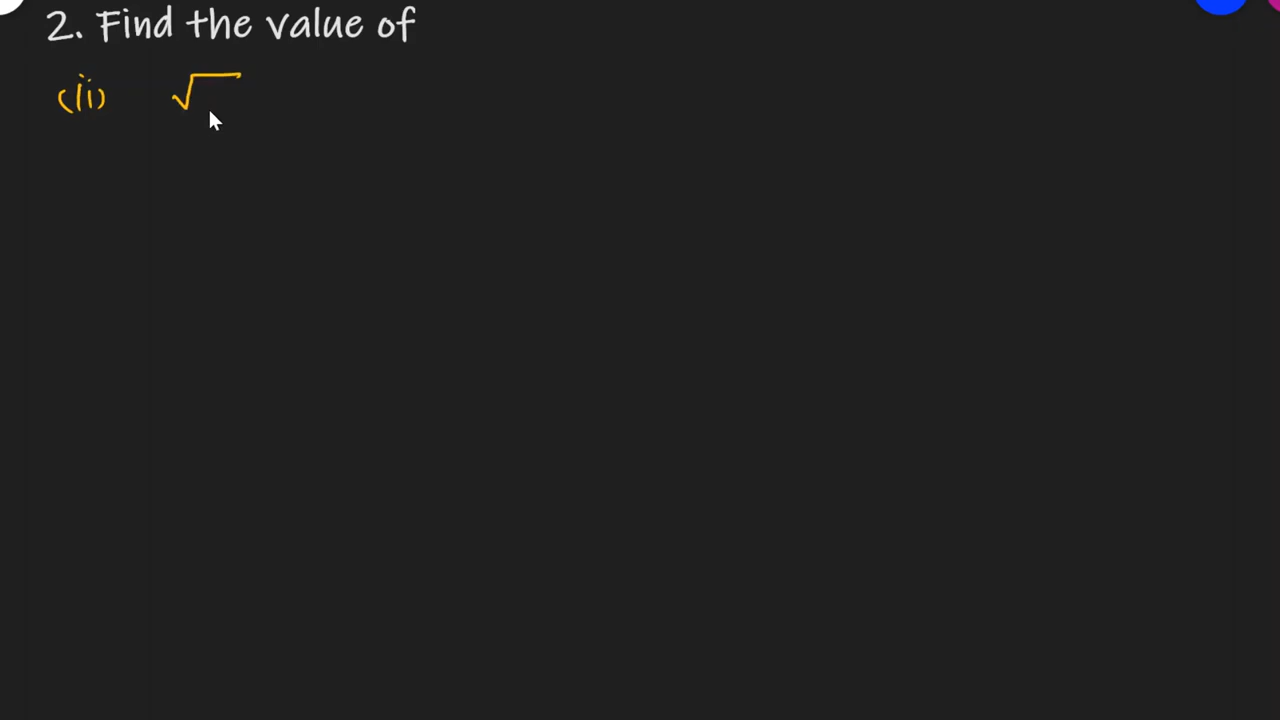 2. Find the value of
(ii) √